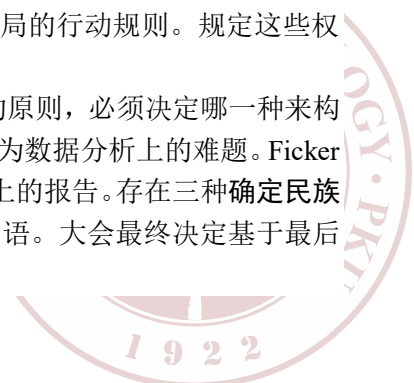 局的行动规则。规定这些权
的原则，必须决定哪一种来构
为数据分析上的难题。Ficker
上的报告。存在三种确定民族
语。大会最终决定基于最后
OGY · PK
1922